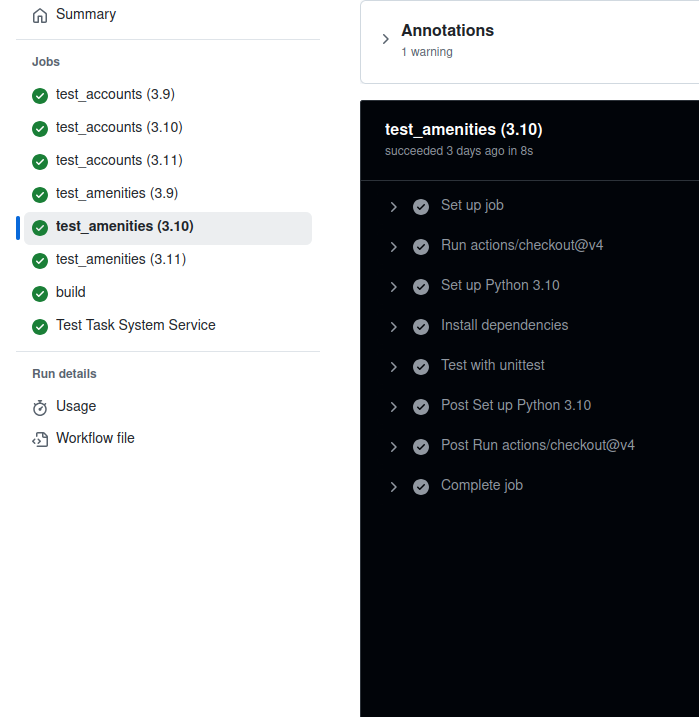 Summary
Jobs
test_accounts (3.9)
test_accounts (3.10)
test_accounts (3.11)
test_amenities (3.9)
test_amenities (3.10)
test_amenities (3.11)
build
Test Task System Service
Run details
Usage
Workflow file
Annotations
1 warning
test_amenities (3.10)
succeeded 3 days ago in 8s
Set up job
Run actions/checkout@v4
Set up Python 3.10
Install dependencies
Test with unittest
Post Set up Python 3.10
Post Run actions/checkout@v4
Complete job